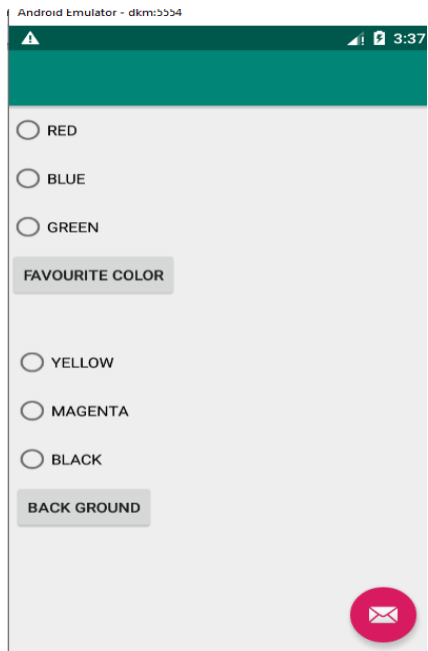 Android Emulator - dkm:5554
3:37
RED
BLUE
GREEN
FAVOURITE COLOR
YELLOW
MAGENTA
BLACK
BACK GROUND